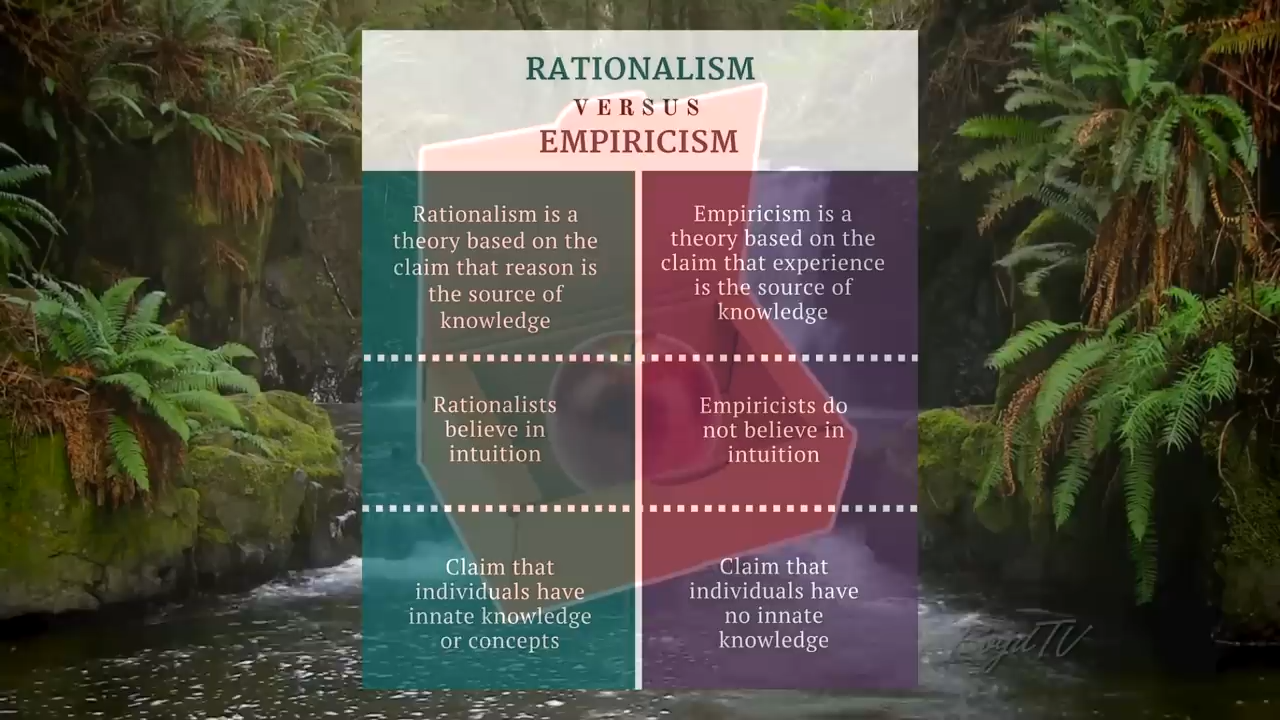 RATIONALISM
VERSUS
EMPIRICISM
Rationalism is a
theory based on the
claim that reason is
the source of
knowledge
Empiricism is a
theory based on the
claim that experience
is the source of
knowledge
Rationalists
believe in
intuition
Empiricists do
not believe in
intuition
Claim that
individuals have
innate knowledge
or concepts
Claim that
individuals have
no innate
knowledge